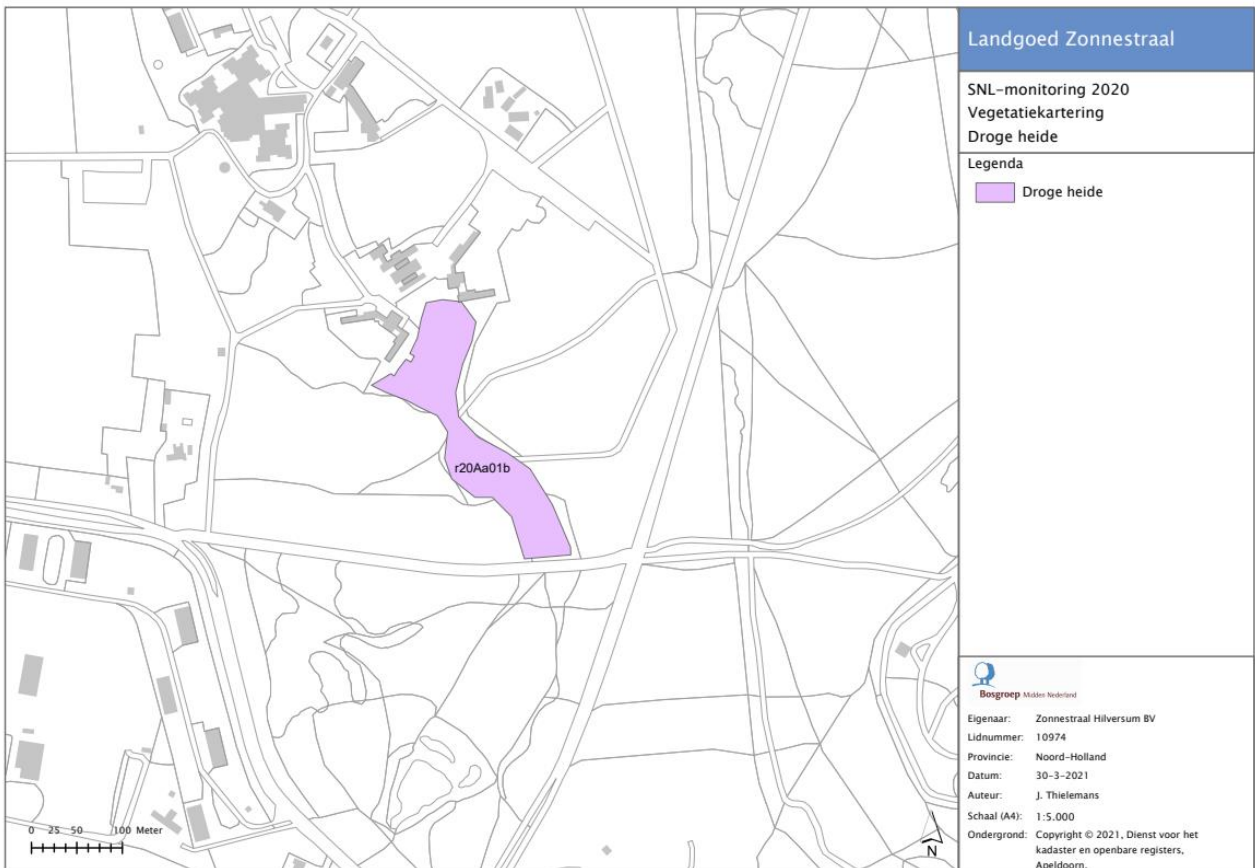 Landgoed Zonnestraal
SNL-monitoring 2020
Vegetatiekartering
Droge heide
Legenda
Droge heide
r20Aa01b
0 25 50 100 Meter
N
Bosgroep Midden Nederland
Eigenaar: Zonnestraal Hilversum BV
Lidnummer: 10974
Provincie: Noord-Holland
Datum: 30-3-2021
Auteur: J. Thielemans
Schaal (A4): 1:5.000
Ondergrond: Copyright © 2021, Dienst voor het
kadaster en openbare registers,
Apeldoorn.